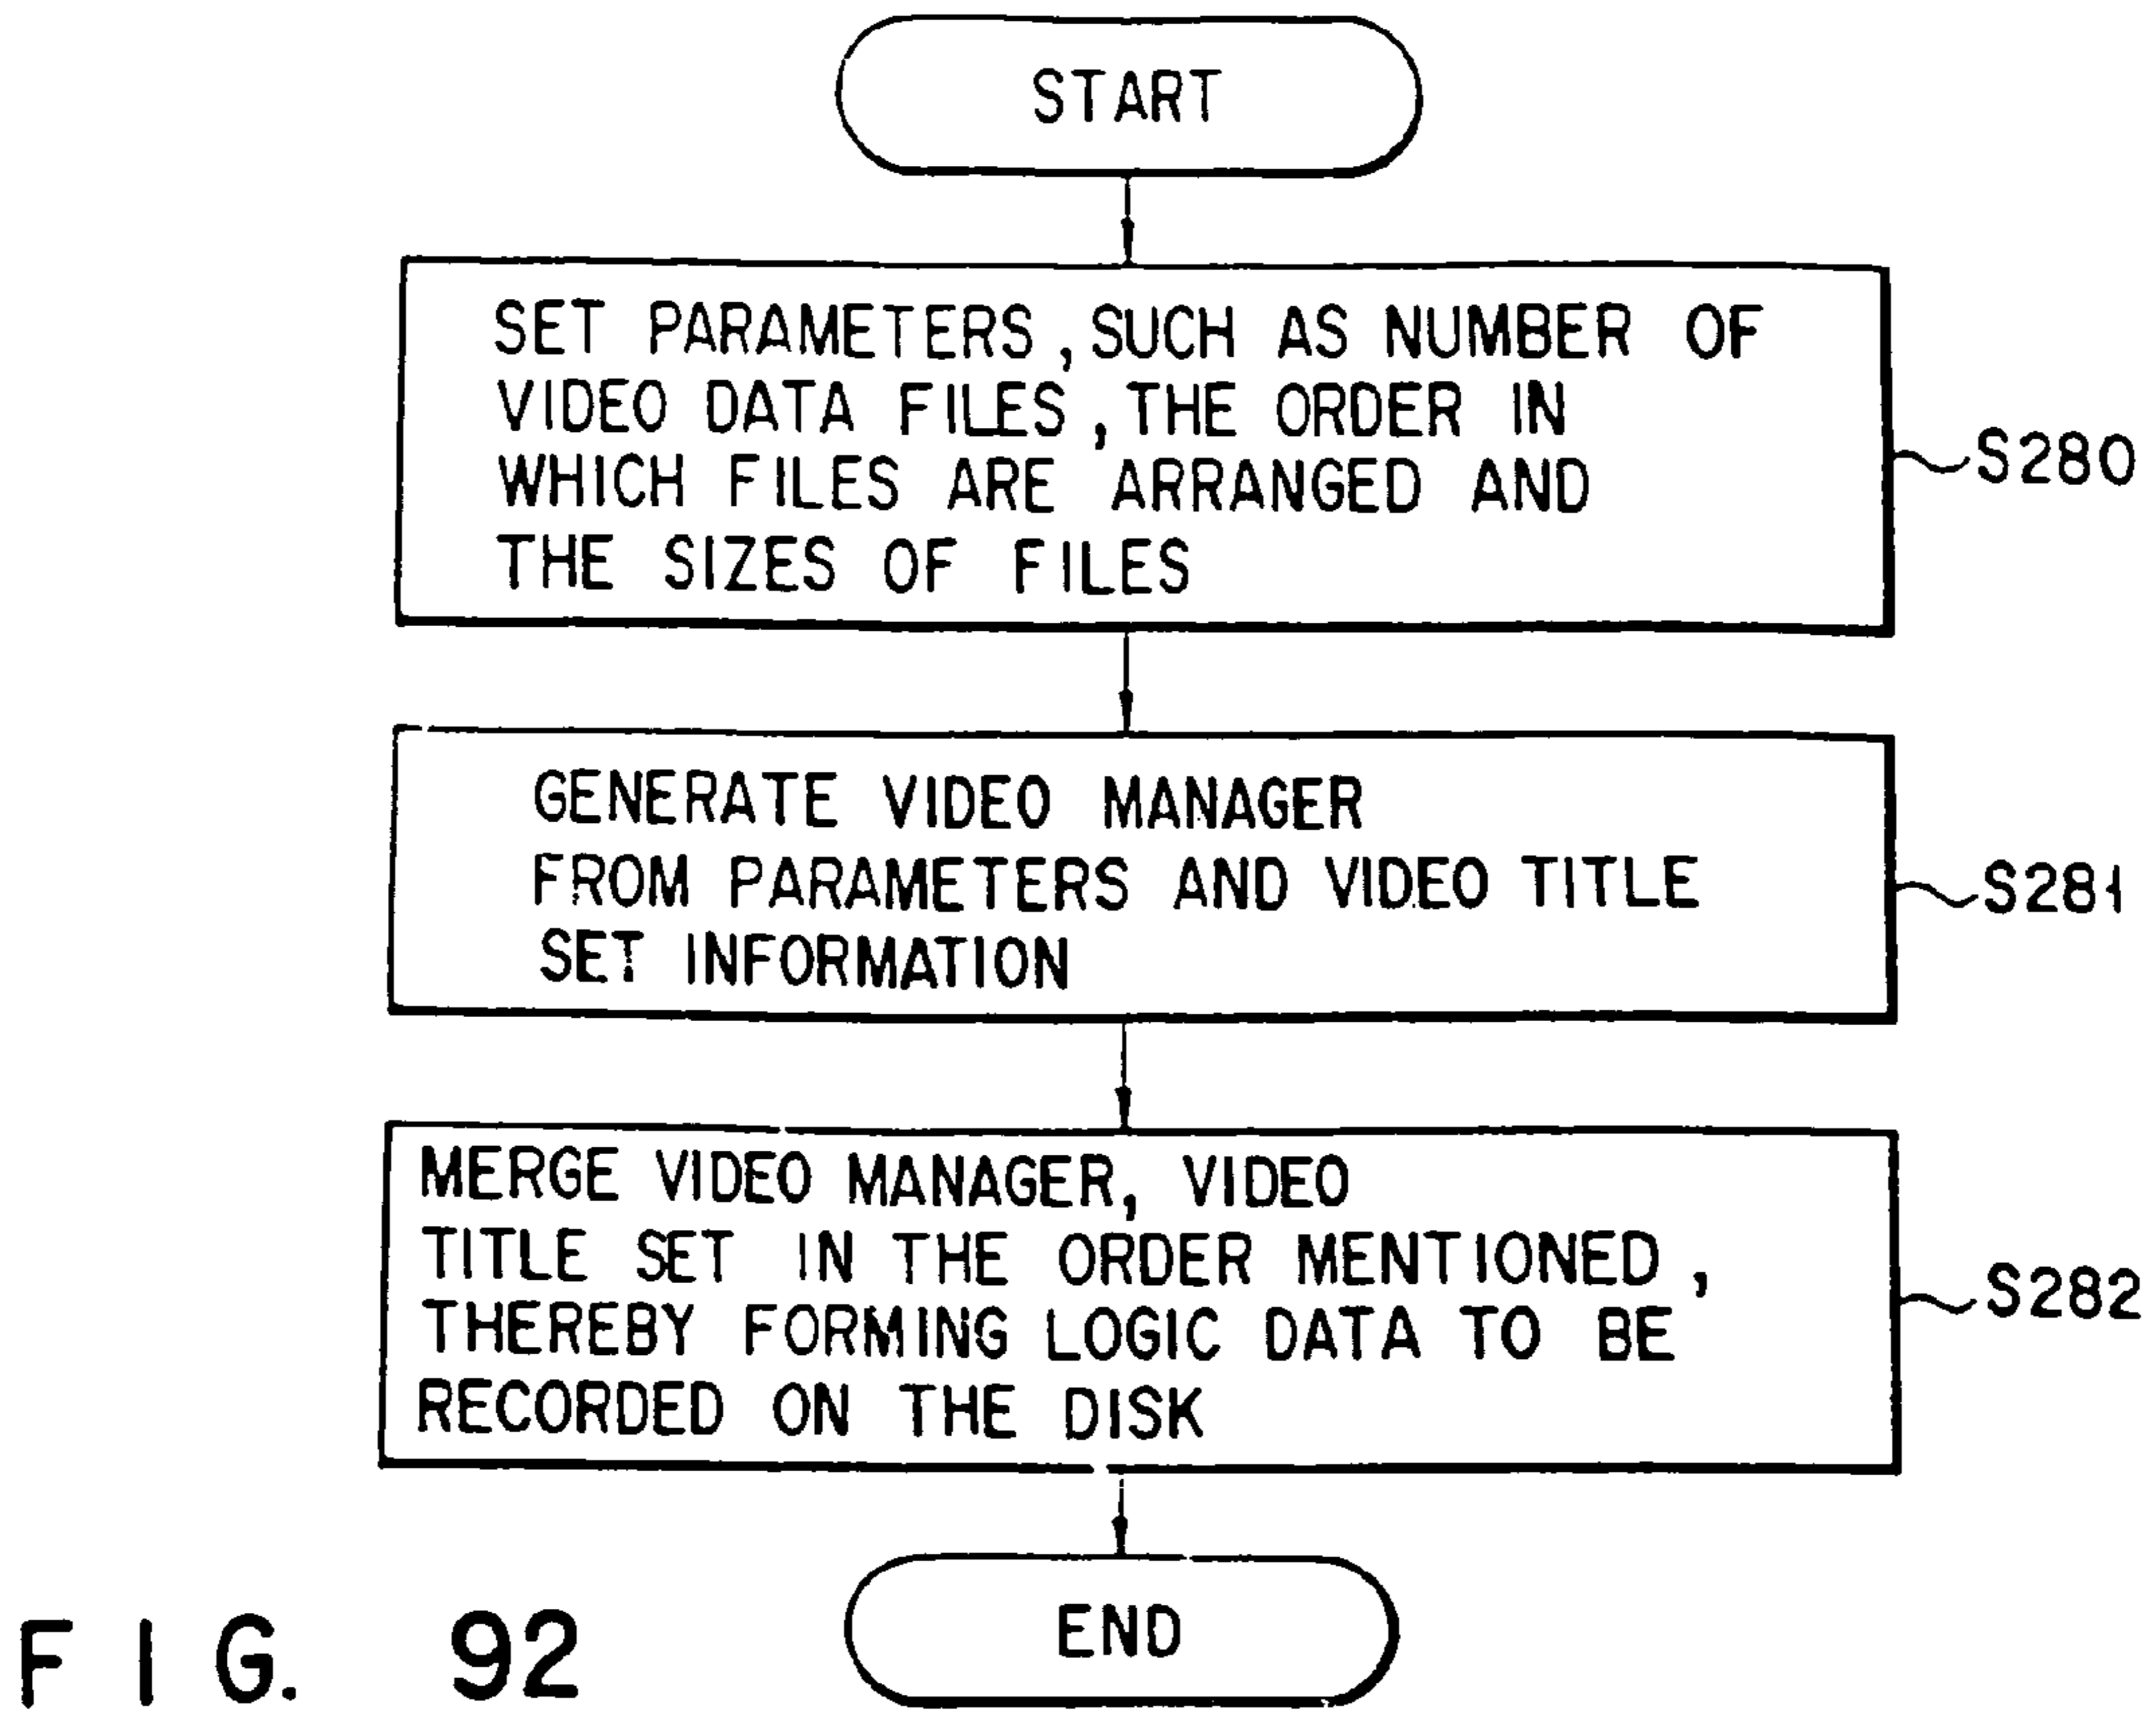 START
SET PARAMETERS, SUCH AS NUMBER OF
VIDEO DATA FILES, THE ORDER IN
WHICH FILES ARE ARRANGED AND
THE SIZES OF FILES
S280
GENERATE VIDEO MANAGER
FROM PARAMETERS AND VIDEO TITLE
SET INFORMATION
S281
MERGE VIDEO MANAGER, VIDEO
TITLE SET IN THE ORDER MENTIONED,
THEREBY FORMING LOGIC DATA TO BE
RECORDED ON THE DISK
S282
END
FIG. 92